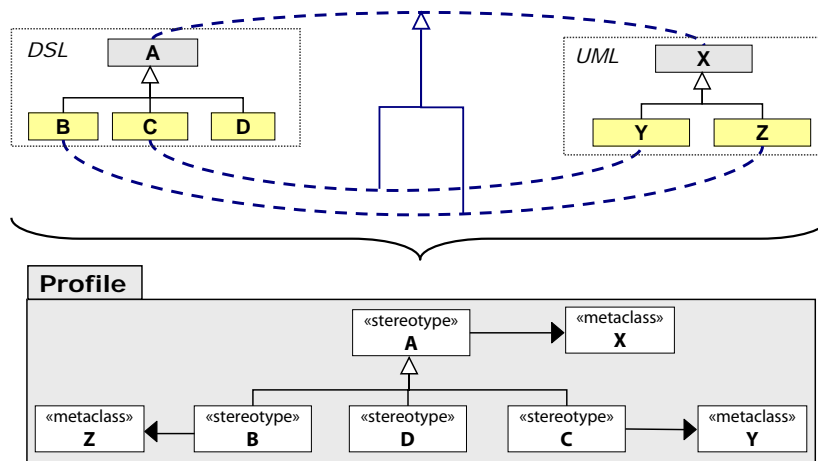 DSL
A
B
C
D
UML
X
Y
Z
Profile
«stereotype»
A
«metaclass»
X
«metaclass»
Z
«stereotype»
B
«stereotype»
D
«stereotype»
C
«metaclass»
Y